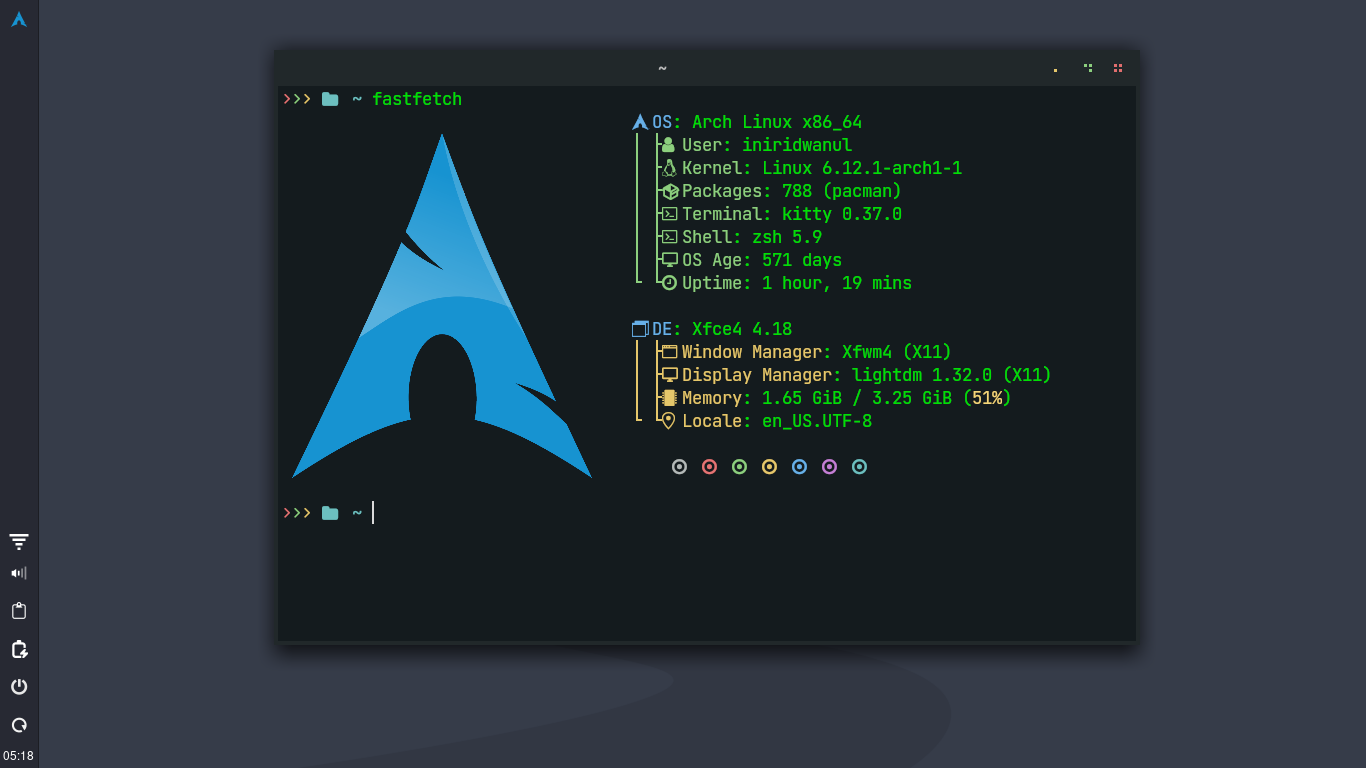 ~
>>> ~ fastfetch
OS: Arch Linux x86_64
User: iniridwanul
Kernel: Linux 6.12.1-arch1-1
Packages: 788 (pacman)
Terminal: kitty 0.37.0
Shell: zsh 5.9
OS Age: 571 days
Uptime: 1 hour, 19 mins
DE: Xfce4 4.18
Window Manager: Xfwm4 (X11)
Display Manager: lightdm 1.32.0 (X11)
Memory: 1.65 GiB / 3.25 GiB (51%)
Locale: en_US.UTF-8
>>> ~
05:18